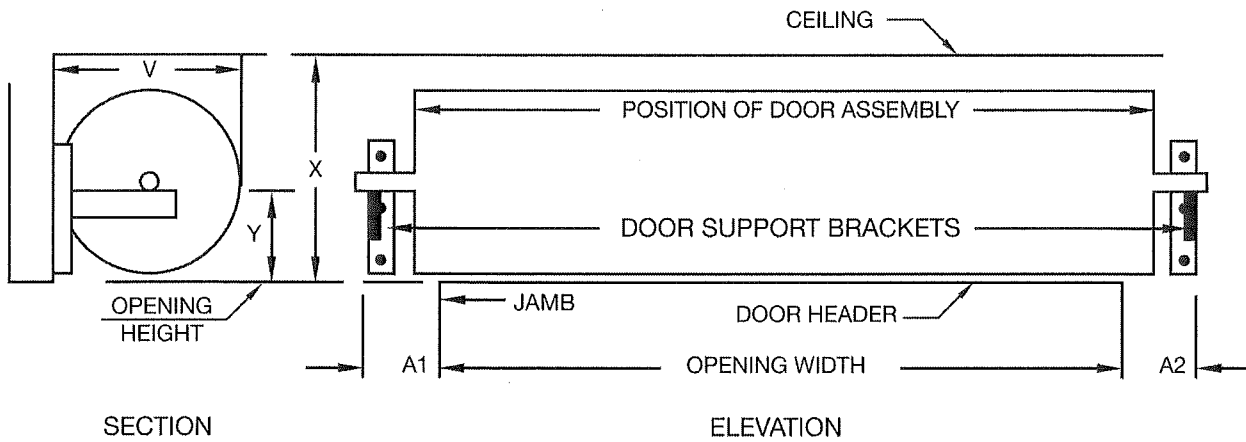 CEILING
V
POSITION OF DOOR ASSEMBLY
X
Y
DOOR SUPPORT BRACKETS
OPENING
HEIGHT
JAMB
DOOR HEADER
A1
OPENING WIDTH
A2
SECTION
ELEVATION